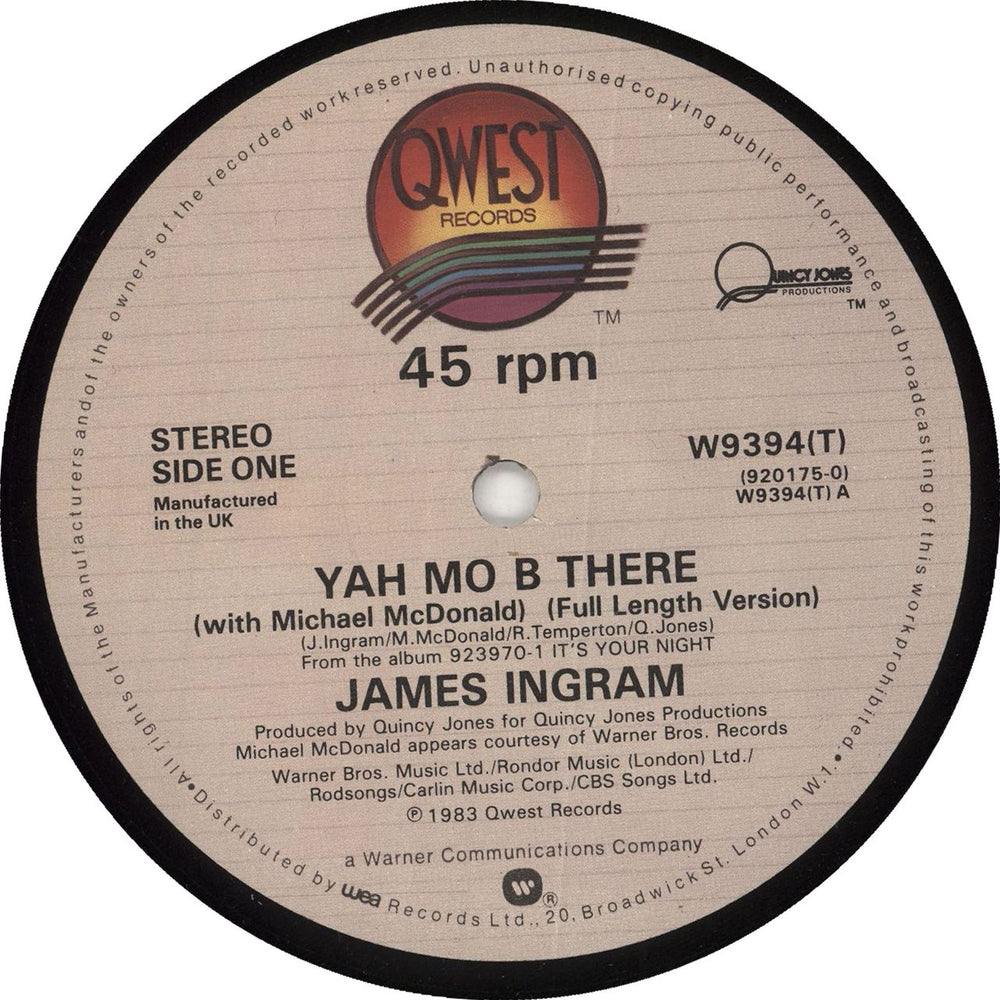 QWEST
RECORDS
TM
45 rpm
QUINCY JONES
PRODUCTIONS
TM
STEREO
SIDE ONE
Manufactured
in the UK
W9394(T)
(920175-0)
W9394(T) A
YAH MO B THERE
(with Michael McDonald) (Full Length Version)
(J.Ingram/M.McDonald/R.Temperton/Q.Jones)
From the album 923970-1 IT'S YOUR NIGHT
JAMES INGRAM
Produced by Quincy Jones for Quincy Jones Productions
Michael McDonald appears courtesy of Warner Bros. Records
Warner Bros. Music Ltd./Rondor Music (London) Ltd./
Rodsongs/Carlin Music Corp./CBS Songs Ltd.
℗ 1983 Qwest Records
a Warner Communications Company
W ®
•All rights of the Manufacturers and of the owners of the recorded work reserved. Unauthorised copying public performance and broadcasting of this work prohibited.•
Distributed by wea Records Ltd., 20, Broadwick St. London W.1.